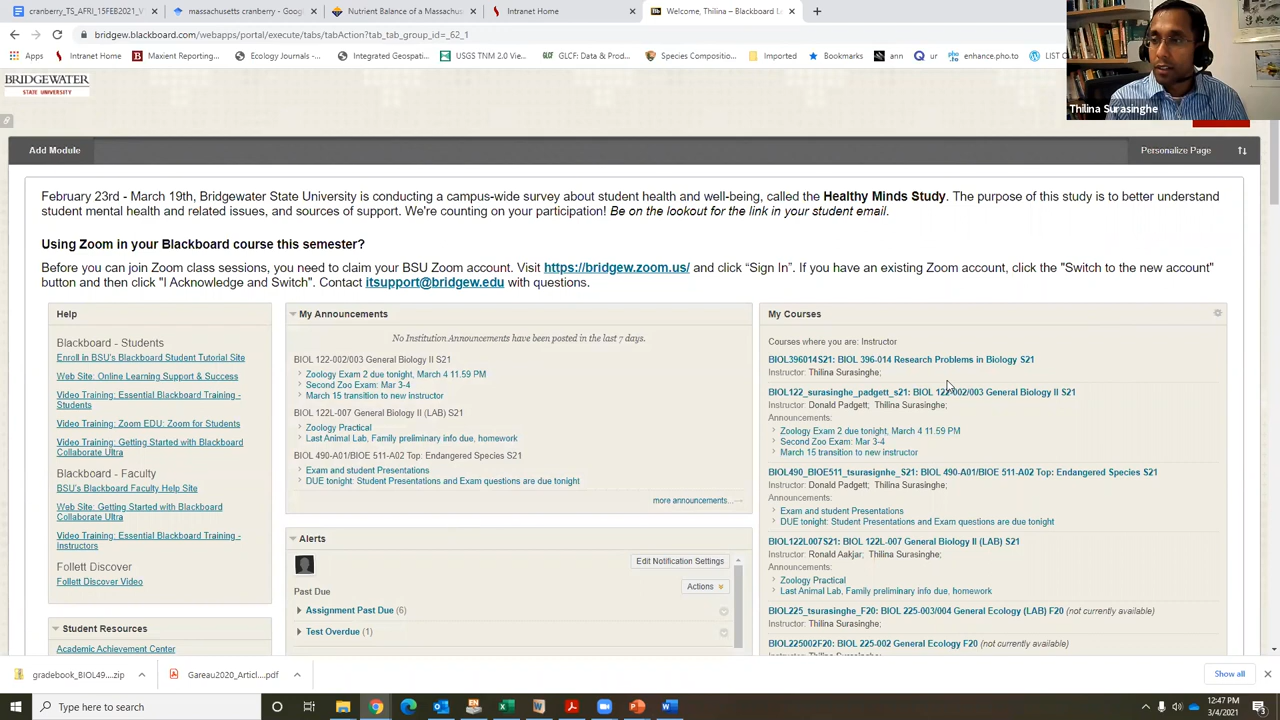 cranberry_TS_AFRI_15FEB2021_V
massachusetts cranberry - Goog
Nutrient Balance of a Massachus
Intranet Home
Welcome, Thilina – Blackboard L
bridgew.blackboard.com/webapps/portal/execute/tabs/tabAction?tab_tab_group_id=_62_1
Apps
Intranet Home
Maxient Reporting...
Ecology Journals -...
Integrated Geospati...
USGS TNM 2.0 Vie...
GLCF: Data & Prod...
Species Compositio...
Imported
Bookmarks
ann
ur
enhance.pho.to
LIST C
Thilina Surasinghe
BRIDGEWATER
STATE UNIVERSITY
Add Module
Personalize Page
February 23rd - March 19th, Bridgewater State University is conducting a campus-wide survey about student health and well-being, called the Healthy Minds Study. The purpose of this study is to better understand
student mental health and related issues, and sources of support. We're counting on your participation! Be on the lookout for the link in your student email.
Using Zoom in your Blackboard course this semester?
Before you can join Zoom class sessions, you need to claim your BSU Zoom account. Visit https://bridgew.zoom.us/ and click “Sign In”. If you have an existing Zoom account, click the "Switch to the new account"
button and then click "I Acknowledge and Switch". Contact itsupport@bridgew.edu with questions.
Help
Blackboard - Students
Enroll in BSU's Blackboard Student Tutorial Site
Web Site: Online Learning Support & Success
Video Training: Essential Blackboard Training -
Students
Video Training: Zoom EDU: Zoom for Students
Video Training: Getting Started with Blackboard
Collaborate Ultra
Blackboard - Faculty
BSU's Blackboard Faculty Help Site
Web Site: Getting Started with Blackboard
Collaborate Ultra
Video Training: Essential Blackboard Training -
Instructors
Follett Discover
Follett Discover Video
Student Resources
Academic Achievement Center
My Announcements
No Institution Announcements have been posted in the last 7 days.
BIOL 122-002/003 General Biology II S21
Zoology Exam 2 due tonight, March 4 11.59 PM
Second Zoo Exam: Mar 3-4
March 15 transition to new instructor
BIOL 122L-007 General Biology II (LAB) S21
Zoology Practical
Last Animal Lab, Family preliminary info due, homework
BIOL 490-A01/BIOE 511-A02 Top: Endangered Species S21
Exam and student Presentations
DUE tonight: Student Presentations and Exam questions are due tonight
more announcements...
Alerts
Edit Notification Settings
Actions
Past Due
Assignment Past Due (6)
Test Overdue (1)
My Courses
Courses where you are: Instructor
BIOL396014S21: BIOL 396-014 Research Problems in Biology S21
Instructor: Thilina Surasinghe;
BIOL122_surasinghe_padgett_s21: BIOL 122-002/003 General Biology II S21
Instructor: Donald Padgett; Thilina Surasinghe;
Announcements:
Zoology Exam 2 due tonight, March 4 11.59 PM
Second Zoo Exam: Mar 3-4
March 15 transition to new instructor
BIOL490_BIOE511_tsurasignhe_S21: BIOL 490-A01/BIOE 511-A02 Top: Endangered Species S21
Instructor: Donald Padgett; Thilina Surasinghe;
Announcements:
Exam and student Presentations
DUE tonight: Student Presentations and Exam questions are due tonight
BIOL122L007S21: BIOL 122L-007 General Biology II (LAB) S21
Instructor: Ronald Aakjar; Thilina Surasinghe;
Announcements:
Zoology Practical
Last Animal Lab, Family preliminary info due, homework
BIOL225_tsurasinghe_F20: BIOL 225-003/004 General Ecology (LAB) F20 (not currently available)
Instructor: Thilina Surasinghe;
BIOL225002F20: BIOL 225-002 General Ecology F20 (not currently available)
gradebook_BIOL49....zip
Gareau2020_Articl....pdf
Show all
Type here to search
12:47 PM
3/4/2021